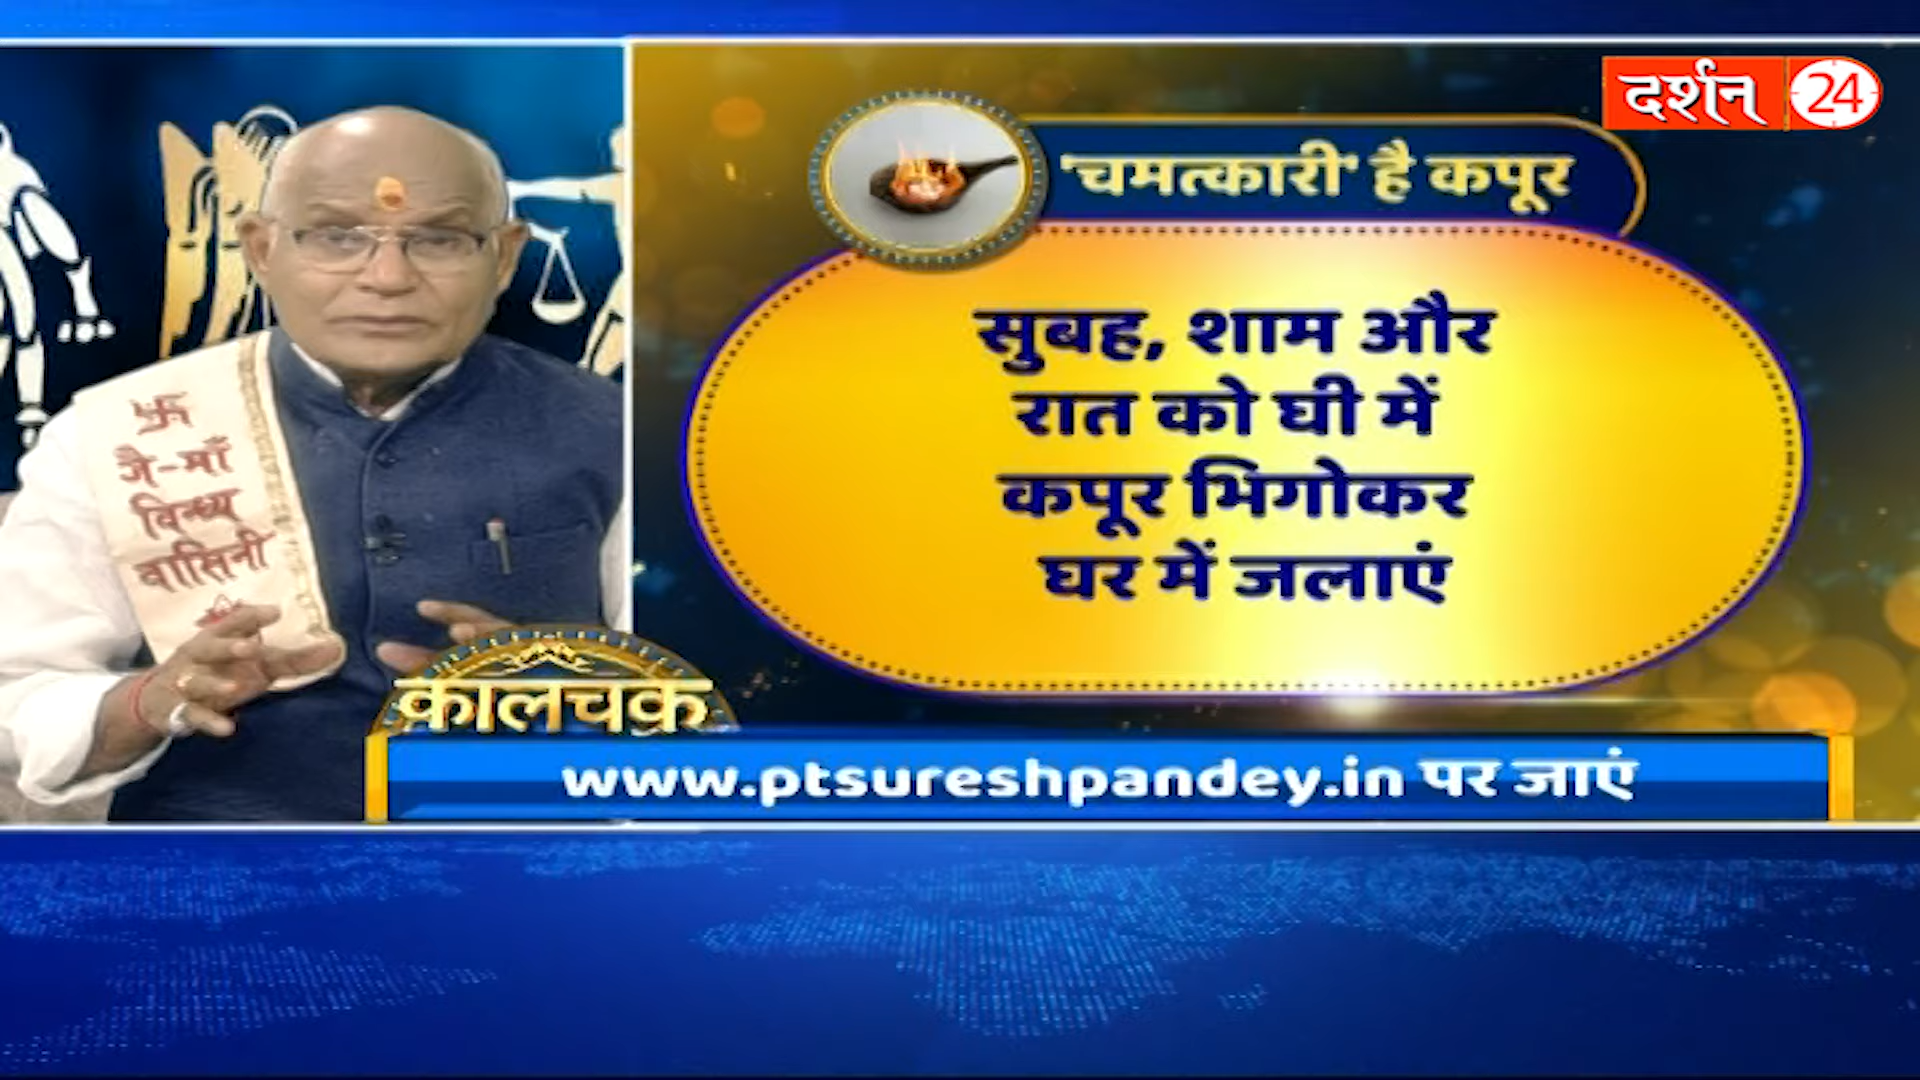 दर्शन 24
'चमत्कारी' है कपूर
सुबह, शाम और
रात को घी में
कपूर भिगोकर
घर में जलाएं
जै-माँ
विन्ध्य
वासिनी
कालचक्र
www.ptsureshpandey.in पर जाएं